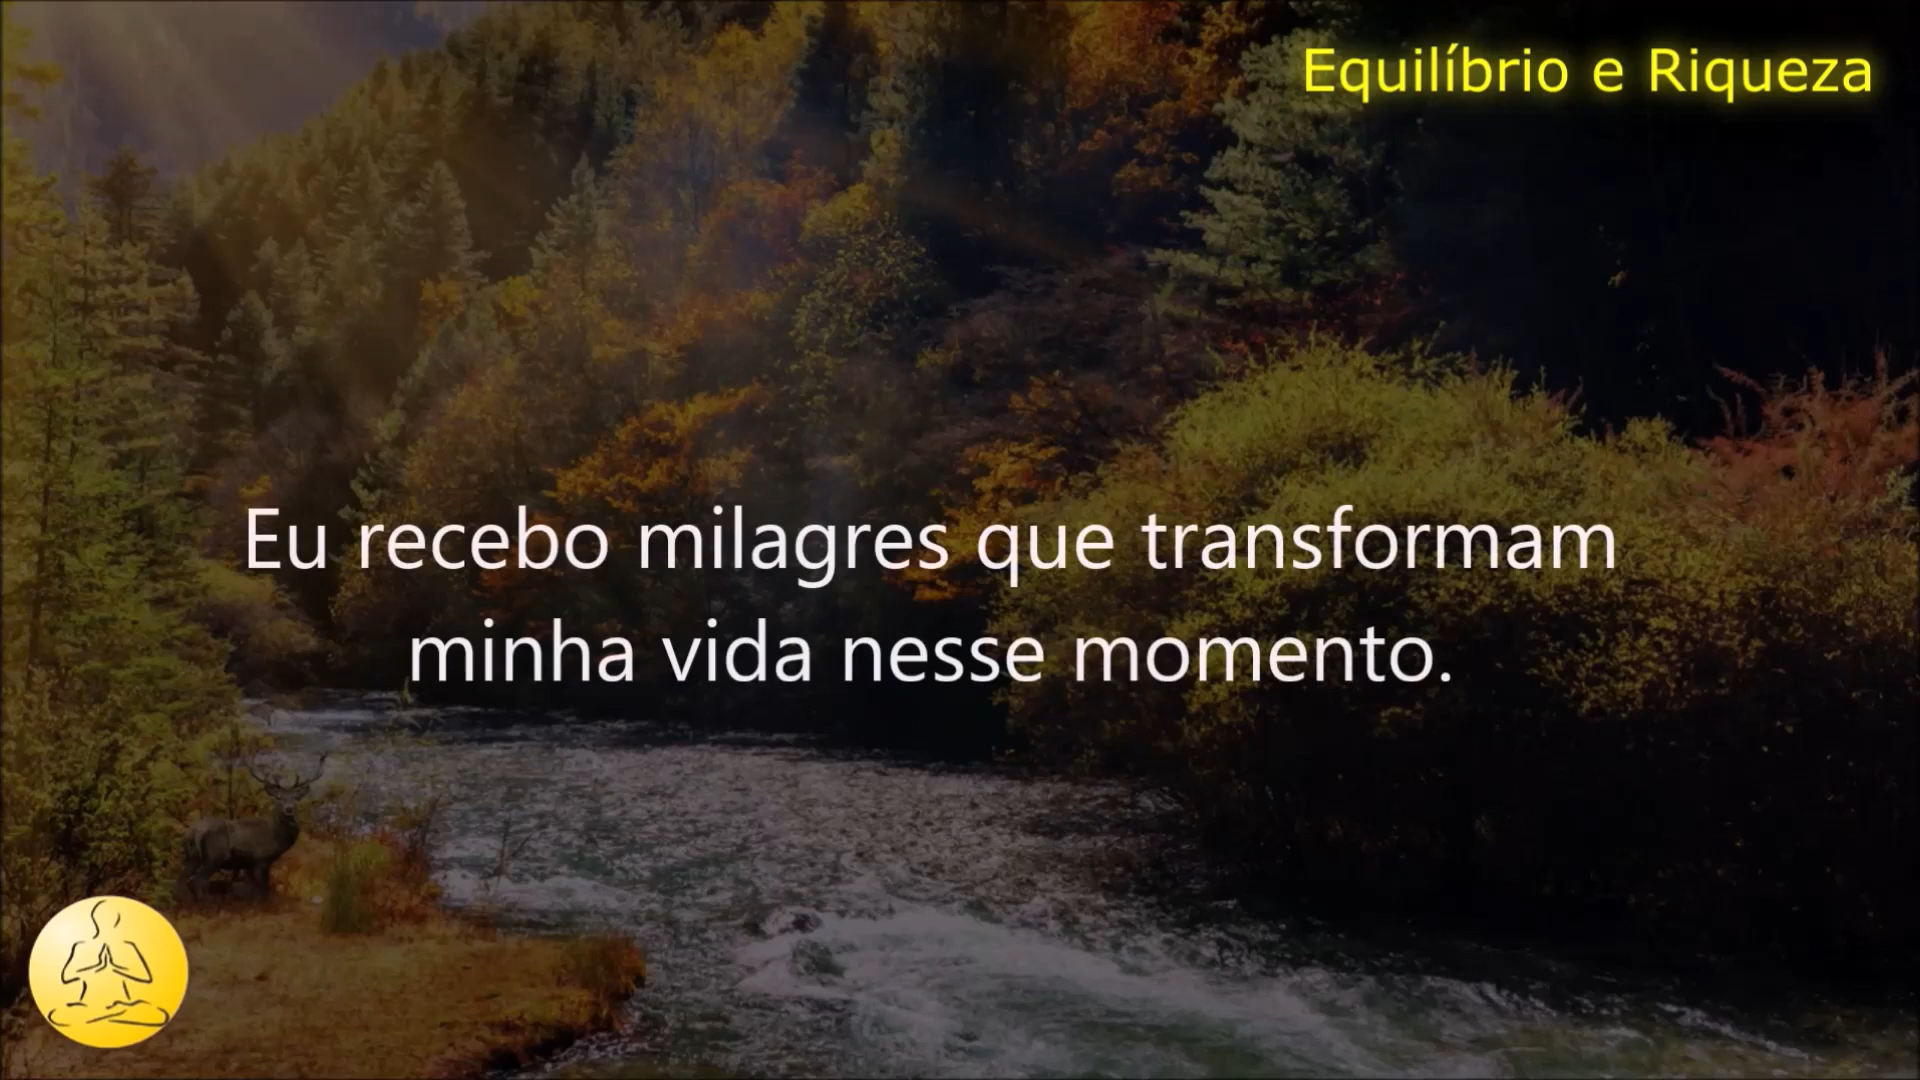 Equilíbrio e Riqueza
Eu recebo milagres que transformam
minha vida nesse momento.